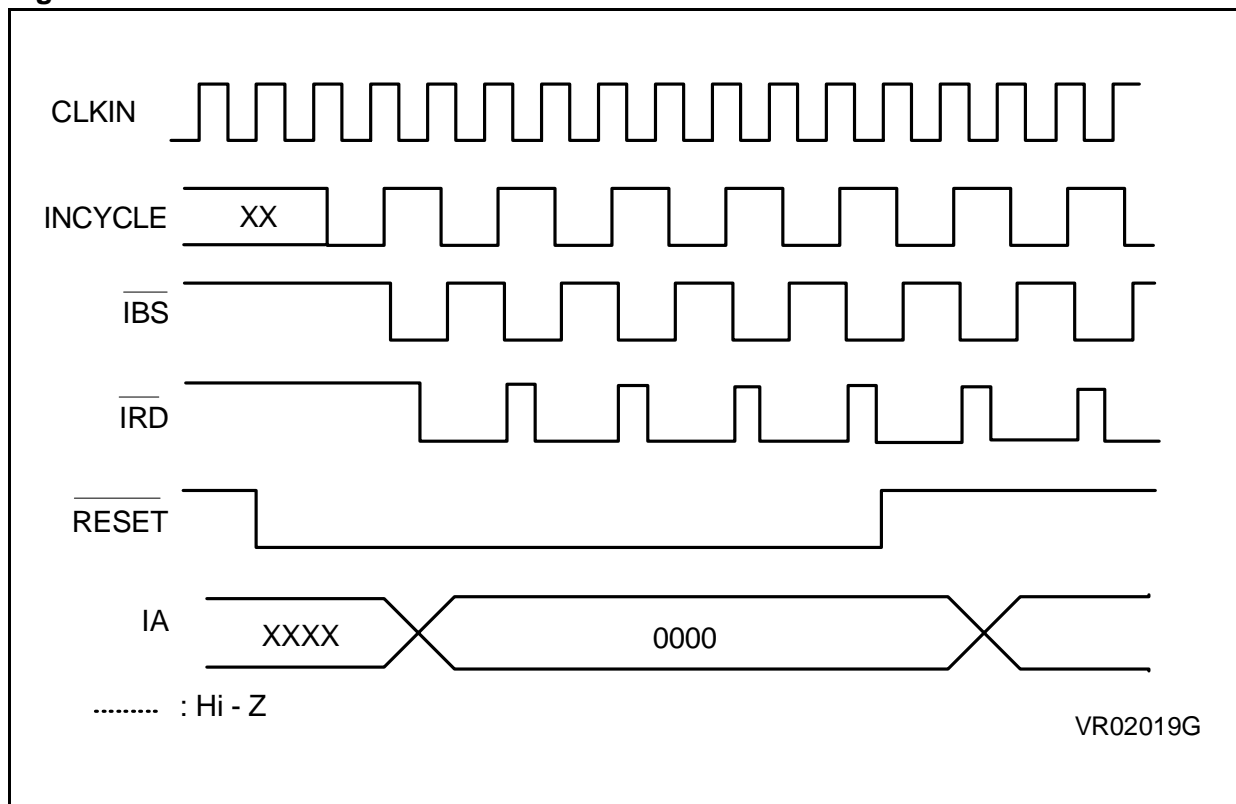 CLKIN
INCYCLE XX
IBS
IRD
RESET
IA XXXX 0000
......... : Hi - Z
VR02019G